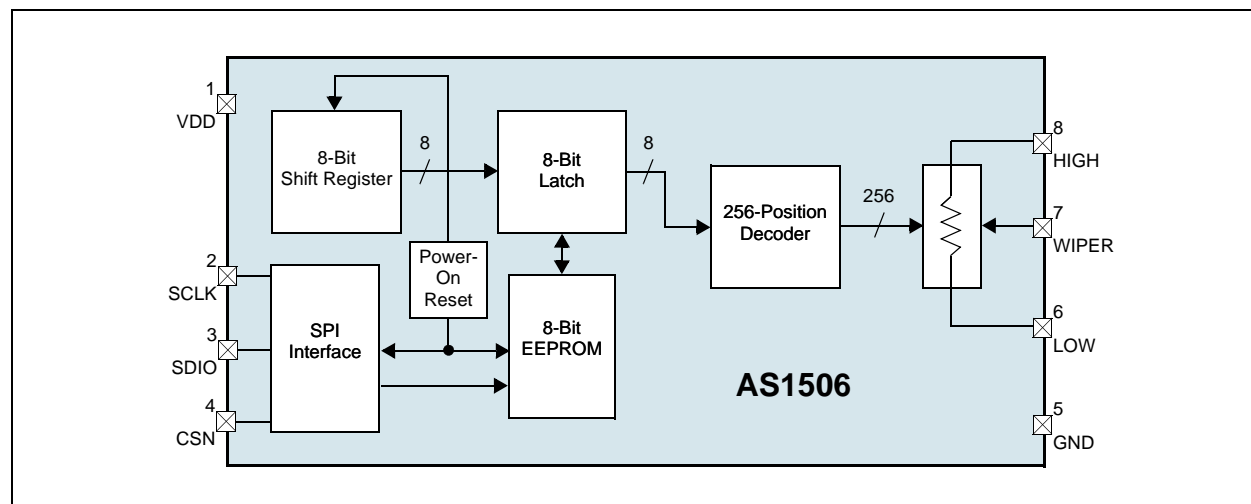 1
VDD
8-Bit
Shift Register
8
8-Bit
Latch
8
256-Position
Decoder
256
8
HIGH
7
WIPER
6
LOW
5
GND
2
SCLK
3
SDIO
4
CSN
SPI
Interface
Power-
On
Reset
8-Bit
EEPROM
AS1506